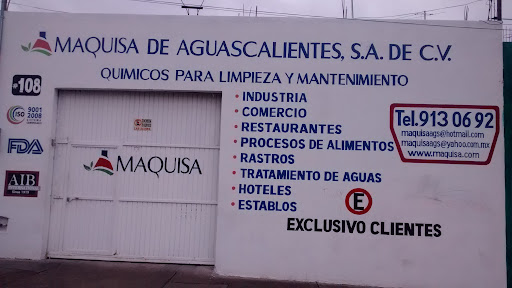 MAQUISA DE AGUASCALIENTES, S.A. DE C.V.
QUIMICOS PARA LIMPIEZA Y MANTENIMIENTO
# 108
ISO 9001
2008
FDA
AIB
MAQUISA
• INDUSTRIA
• COMERCIO
• RESTAURANTES
• PROCESOS DE ALIMENTOS
• RASTROS
• TRATAMIENTO DE AGUAS
• HOTELES
• ESTABLOS
Tel. 913 06 92
maquisaags@hotmail.com
maquisaags@yahoo.com.mx
www.maquisa.com
E
EXCLUSIVO CLIENTES